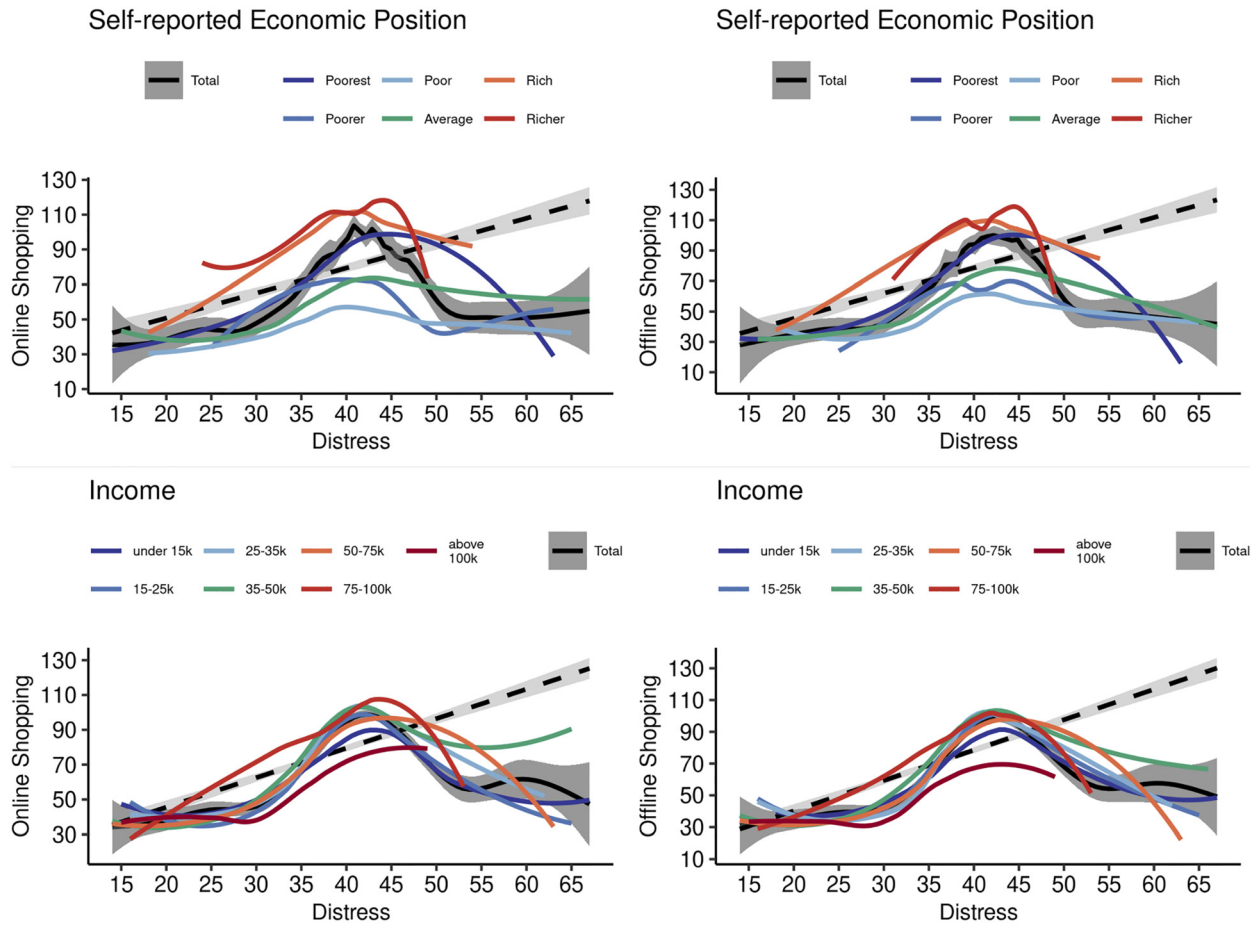 Self-reported Economic Position
Total
Poorest
Poor
Rich
Poorer
Average
Richer
130
110
90
70
50
30
10
Online Shopping
15 20 25 30 35 40 45 50 55 60 65
Distress
Self-reported Economic Position
Total
Poorest
Poor
Rich
Poorer
Average
Richer
130
110
90
70
50
30
10
Offline Shopping
15 20 25 30 35 40 45 50 55 60 65
Distress
Income
under 15k
25-35k
50-75k
above
100k
Total
15-25k
35-50k
75-100k
130
110
90
70
50
30
Online Shopping
15 20 25 30 35 40 45 50 55 60 65
Distress
Income
under 15k
25-35k
50-75k
above
100k
Total
15-25k
35-50k
75-100k
130
110
90
70
50
30
10
Offline Shopping
15 20 25 30 35 40 45 50 55 60 65
Distress